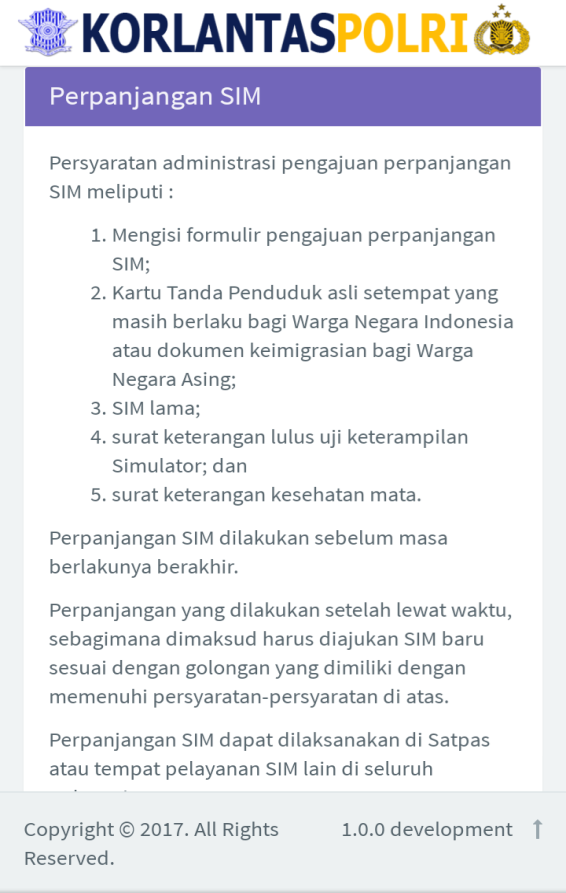 KORLANTASPOLRI
Perpanjangan SIM
Persyaratan administrasi pengajuan perpanjangan
SIM meliputi :
1. Mengisi formulir pengajuan perpanjangan
SIM;
2. Kartu Tanda Penduduk asli setempat yang
masih berlaku bagi Warga Negara Indonesia
atau dokumen keimigrasian bagi Warga
Negara Asing;
3. SIM lama;
4. surat keterangan lulus uji keterampilan
Simulator; dan
5. surat keterangan kesehatan mata.
Perpanjangan SIM dilakukan sebelum masa
berlakunya berakhir.
Perpanjangan yang dilakukan setelah lewat waktu,
sebagimana dimaksud harus diajukan SIM baru
sesuai dengan golongan yang dimiliki dengan
memenuhi persyaratan-persyaratan di atas.
Perpanjangan SIM dapat dilaksanakan di Satpas
atau tempat pelayanan SIM lain di seluruh
Copyright © 2017. All Rights
Reserved.
1.0.0 development